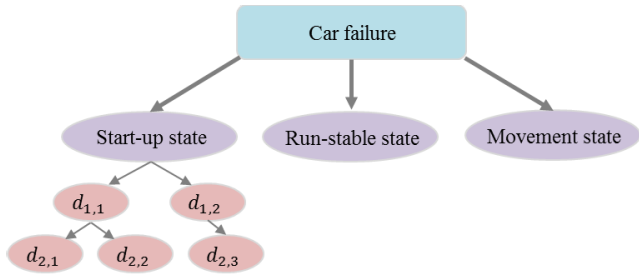 Car failure
Start-up state
Run-stable state
Movement state
d1,1
d1,2
d2,1
d2,2
d2,3